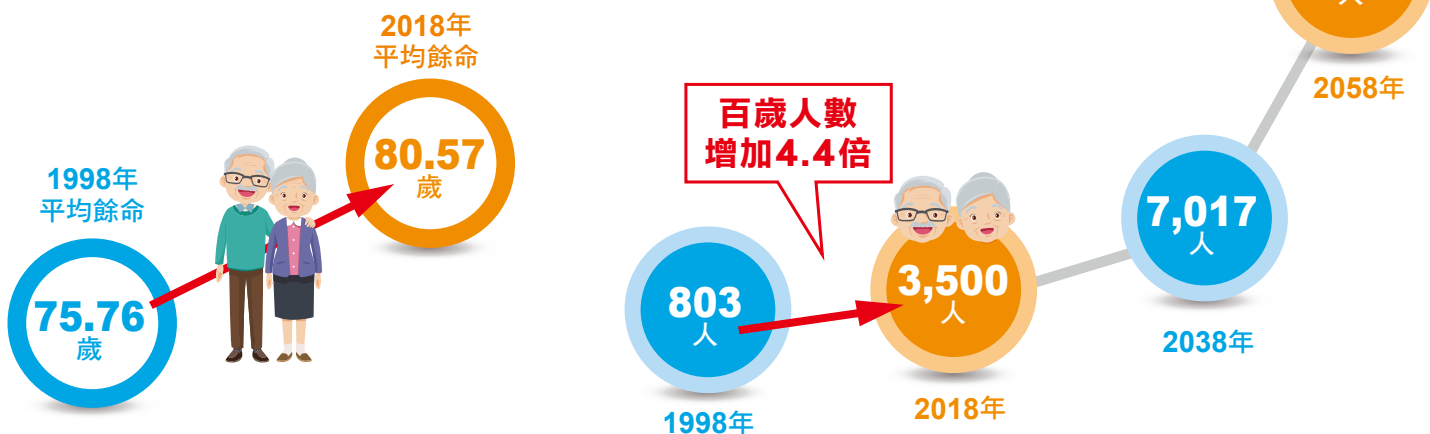 2018年
平均餘命
80.57
歲
1998年
平均餘命
75.76
歲
百歲人數
增加4.4倍
803
人
1998年
3,500
人
2018年
7,017
人
2038年
人
2058年